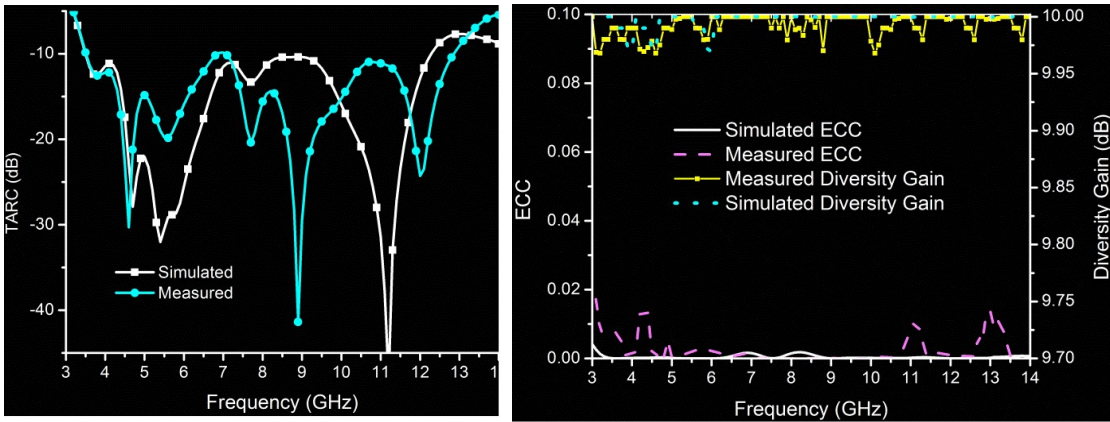 -10
-20
-30
-40
TARC (dB)
Simulated
Measured
3 4 5 6 7 8 9 10 11 12 13 14
Frequency (GHz)
0.10
0.08
0.06
0.04
0.02
0.00
ECC
Simulated ECC
Measured ECC
Measured Diversity Gain
Simulated Diversity Gain
10.00
9.95
9.90
9.85
9.80
9.75
9.70
Diversity Gain (dB)
3 4 5 6 7 8 9 10 11 12 13 14
Frequency (GHz)